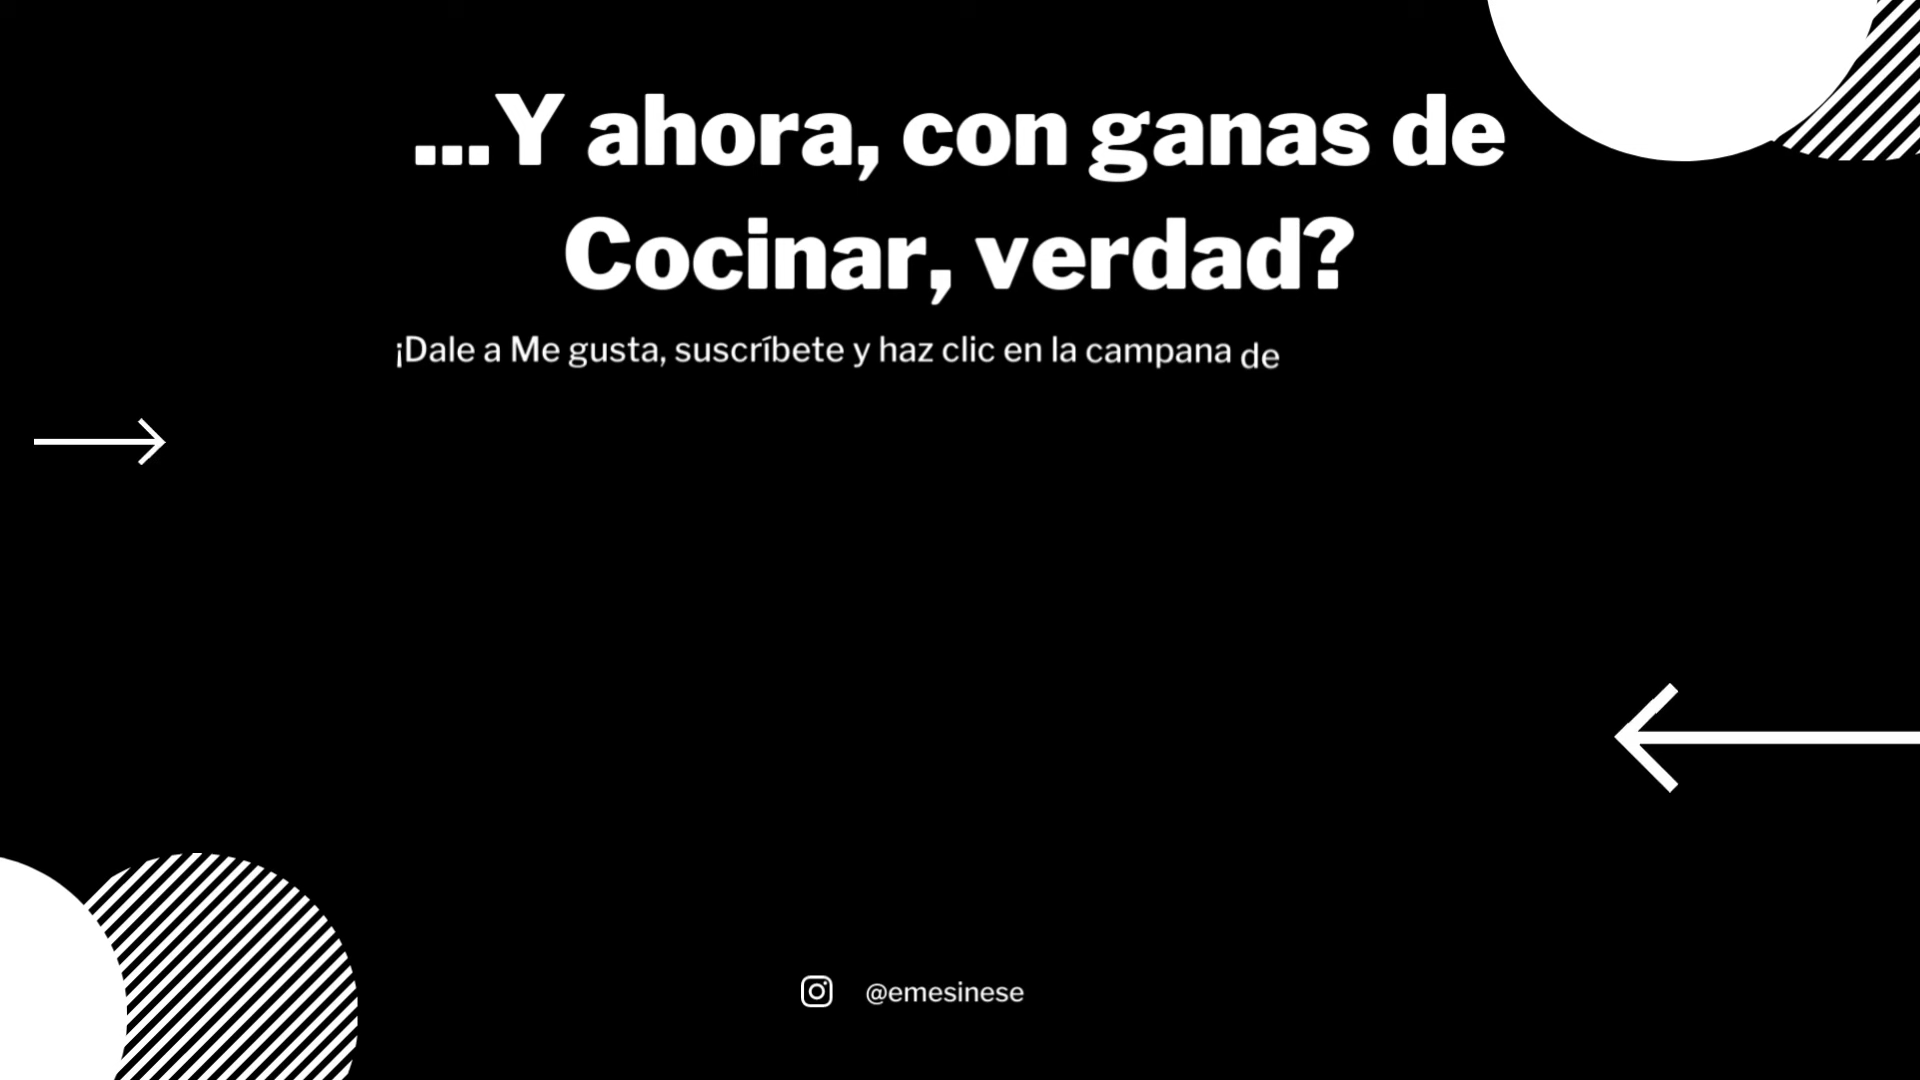 ...Y ahora, con ganas de
Cocinar, verdad?
¡Dale a Me gusta, suscríbete y haz clic en la campana de
@emesinese